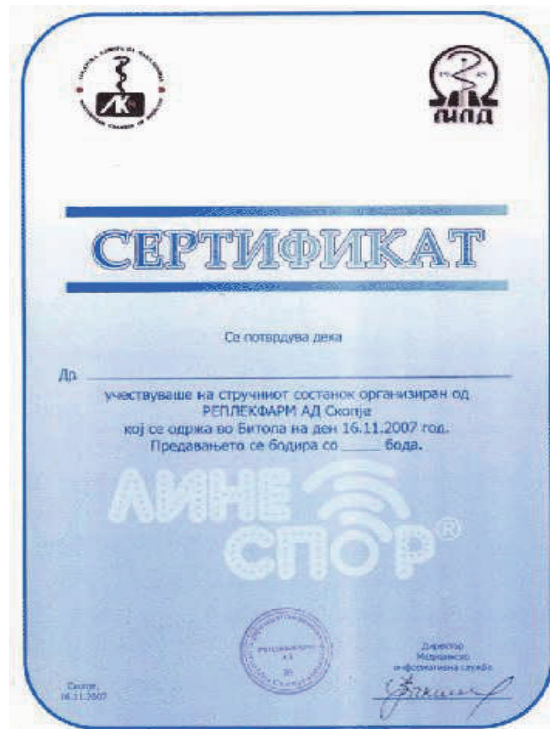 МЛД
СЕРТИФИКАТ
Се потврдува дека
Др.
учествуваше на стручниот состанок организиран од
РЕПЛЕКФАРМ АД Скопје
кој се одржа во Битола на ден 16.11.2007 год.
Предавањето се бодира со _____ бода.
ЛИНЕ
СПОР®
Скопје,
16.11.2007
Директор
Медицинско
информативна служба